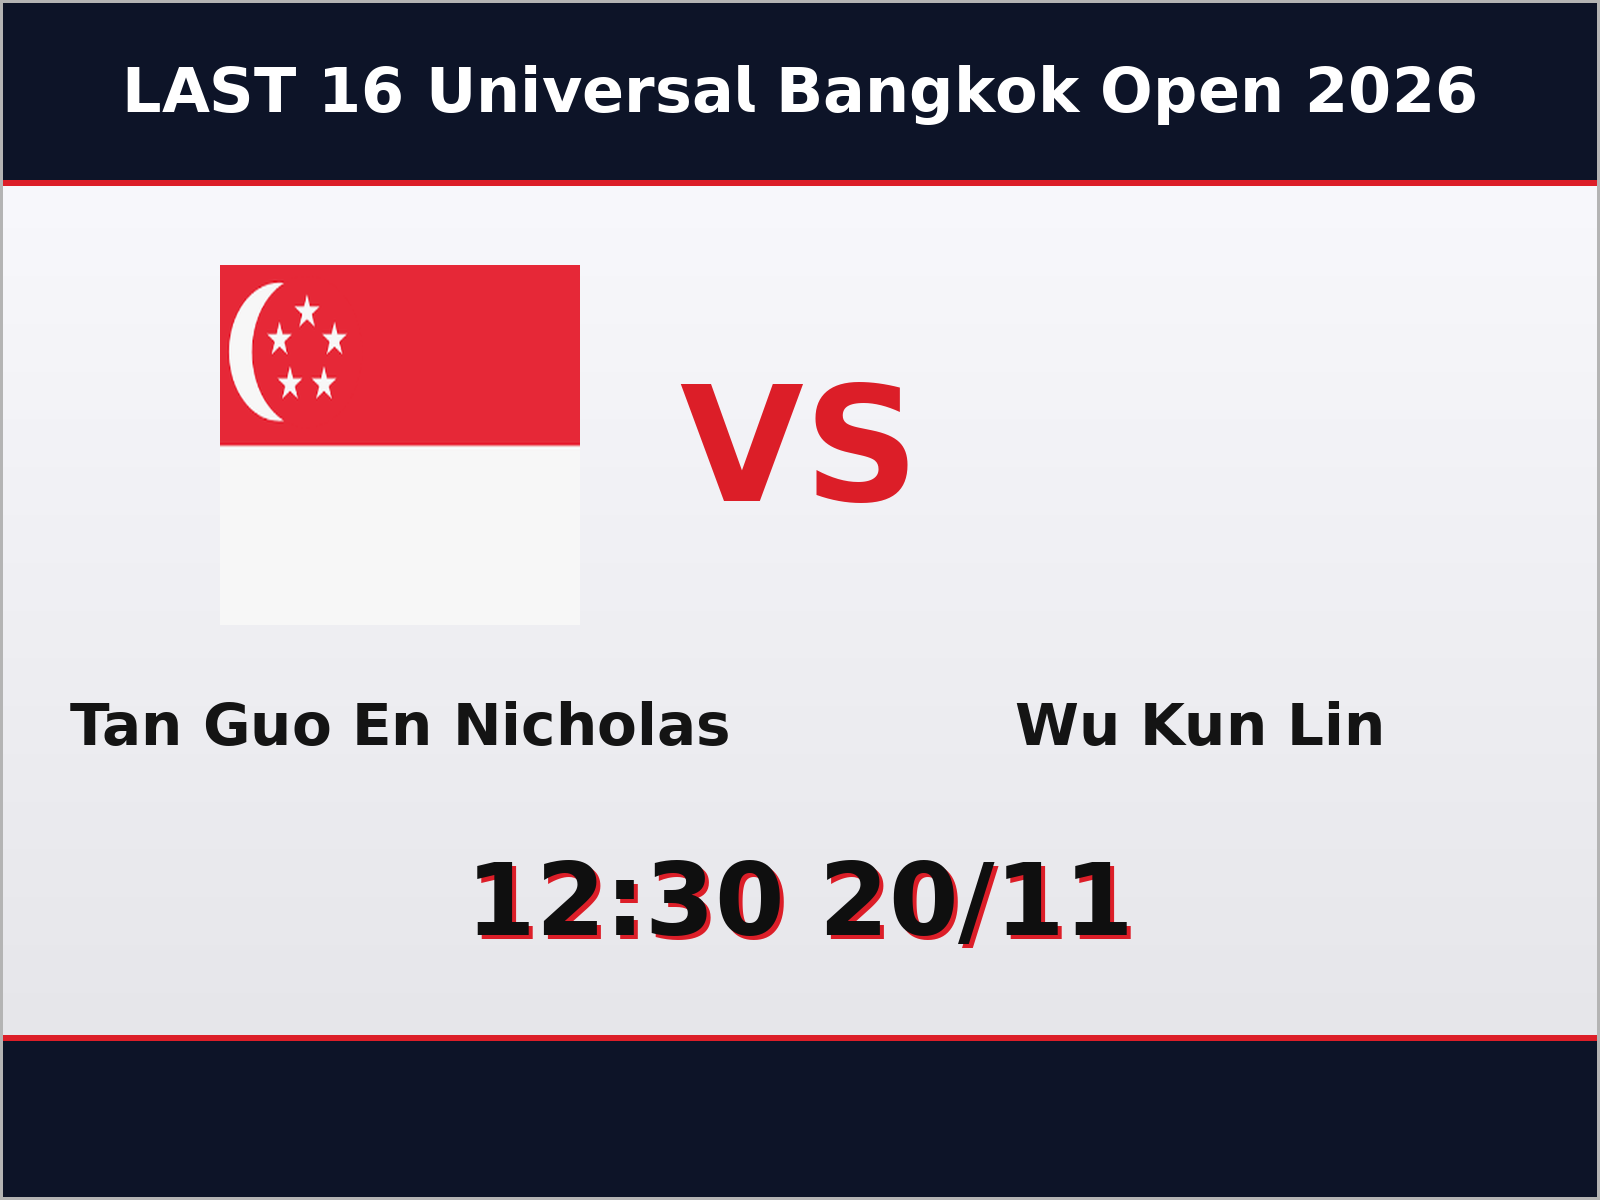 LAST 16 Universal Bangkok Open 2026
VS
Tan Guo En Nicholas
Wu Kun Lin
12:30 20/11